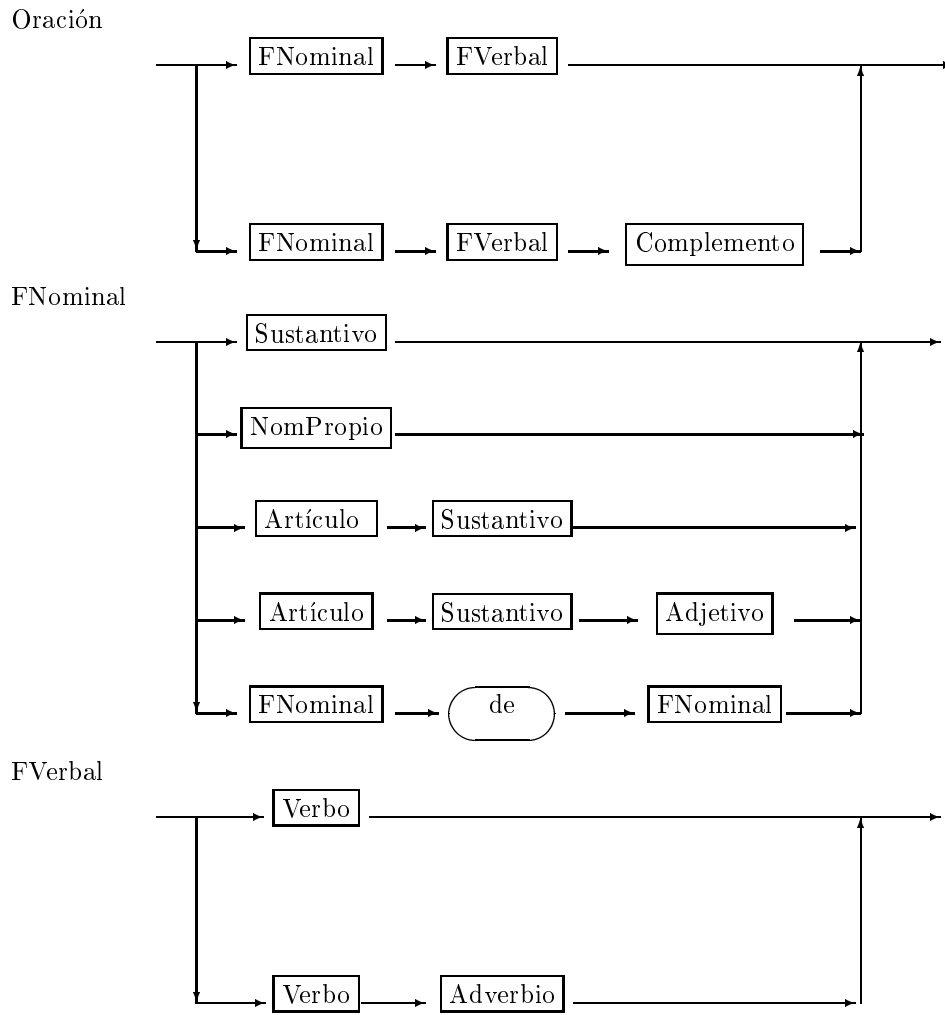 Oración
FNominal FVerbal
FNominal FVerbal Complemento
FNominal
Sustantivo
NomPropio
Artículo Sustantivo
Artículo Sustantivo Adjetivo
FNominal de FNominal
FVerbal
Verbo
Verbo Adverbio